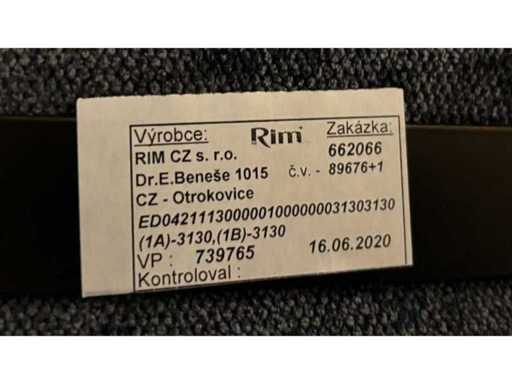 Výrobce: Rim Zakázka:
RIM CZ s. r.o. 662066
Dr.E.Beneše 1015 č.v. - 89676+1
CZ - Otrokovice
ED0421113000001000000031303130
(1A)-3130,(1B)-3130
VP : 739765 16.06.2020
Kontroloval :